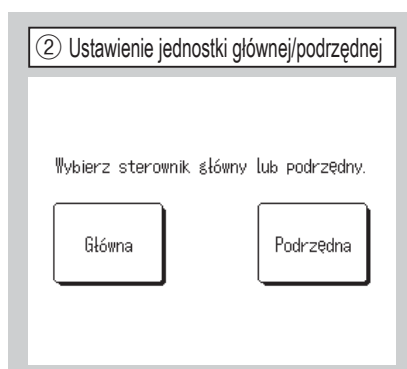 ② Ustawienie jednostki głównej/podrzędnej
Wybierz sterownik główny lub podrzędny.
Główna
Podrzędna